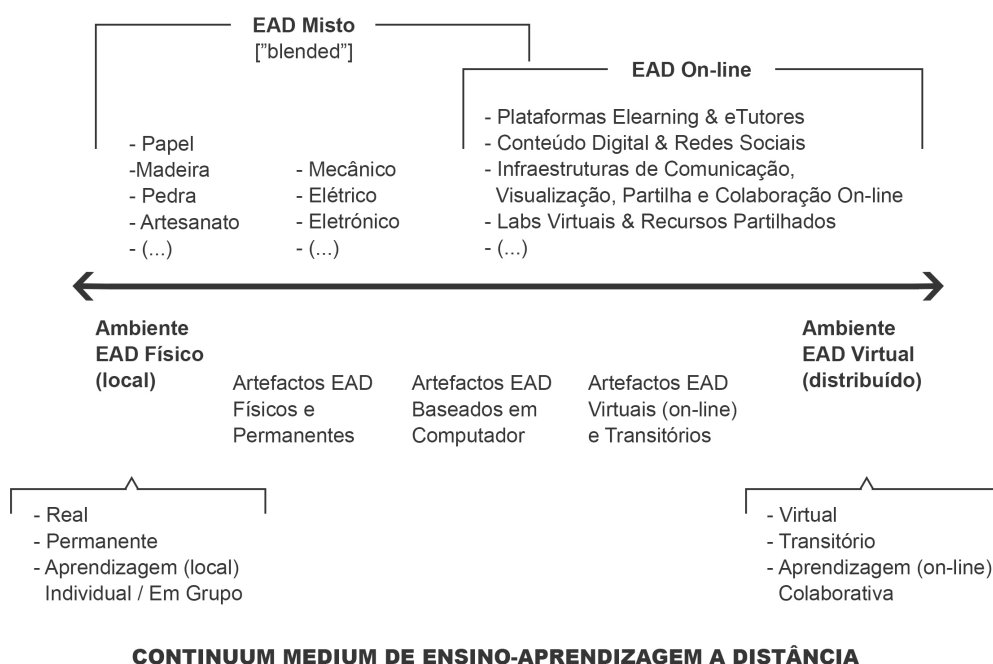 EAD Misto
["blended"]
EAD On-line
- Papel
-Madeira
- Pedra
- Artesanato
- (...)
- Mecânico
- Elétrico
- Eletrónico
- (...)
- Plataformas Elearning & eTutores
- Conteúdo Digital & Redes Sociais
- Infraestruturas de Comunicação,
Visualização, Partilha e Colaboração On-line
- Labs Virtuais & Recursos Partilhados
- (...)
Ambiente
EAD Físico
(local)
Artefactos EAD
Físicos e
Permanentes
Artefactos EAD
Baseados em
Computador
Artefactos EAD
Virtuais (on-line)
e Transitórios
Ambiente
EAD Virtual
(distribuído)
- Real
- Permanente
- Aprendizagem (local)
Individual / Em Grupo
- Virtual
- Transitório
- Aprendizagem (on-line)
Colaborativa
CONTINUUM MEDIUM DE ENSINO-APRENDIZAGEM A DISTÂNCIA